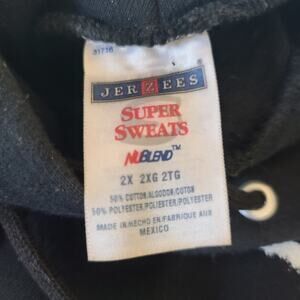 JERZEES
SUPER
SWEATS
NUBLEND™
2X 2XG 2TG
50% COTTON/ALGODON/COTON
50% POLYESTER/POLIESTER/POLYESTER
MADE IN/HECHO EN/FABRIQUE AUX
MEXICO